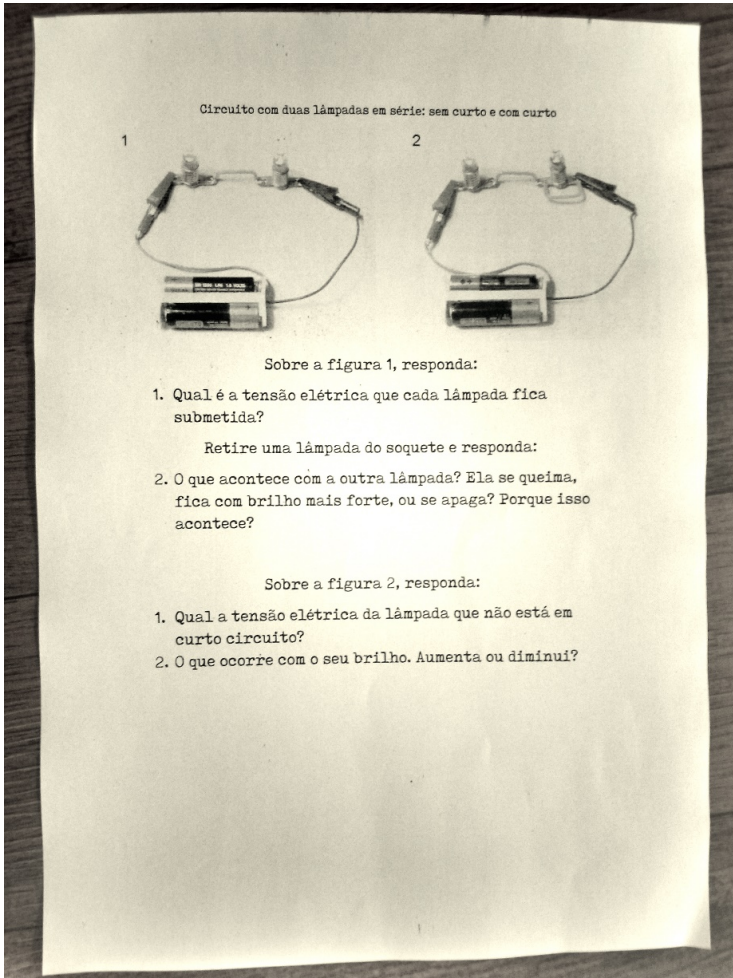 Circuito com duas lâmpadas em série: sem curto e com curto
1
2
Sobre a figura 1, responda:
1. Qual é a tensão elétrica que cada lâmpada fica
submetida?
Retire uma lâmpada do soquete e responda:
2. O que acontece com a outra lâmpada? Ela se queima,
fica com brilho mais forte, ou se apaga? Porque isso
acontece?
Sobre a figura 2, responda:
1. Qual a tensão elétrica da lâmpada que não está em
curto circuito?
2. O que ocorre com o seu brilho. Aumenta ou diminui?